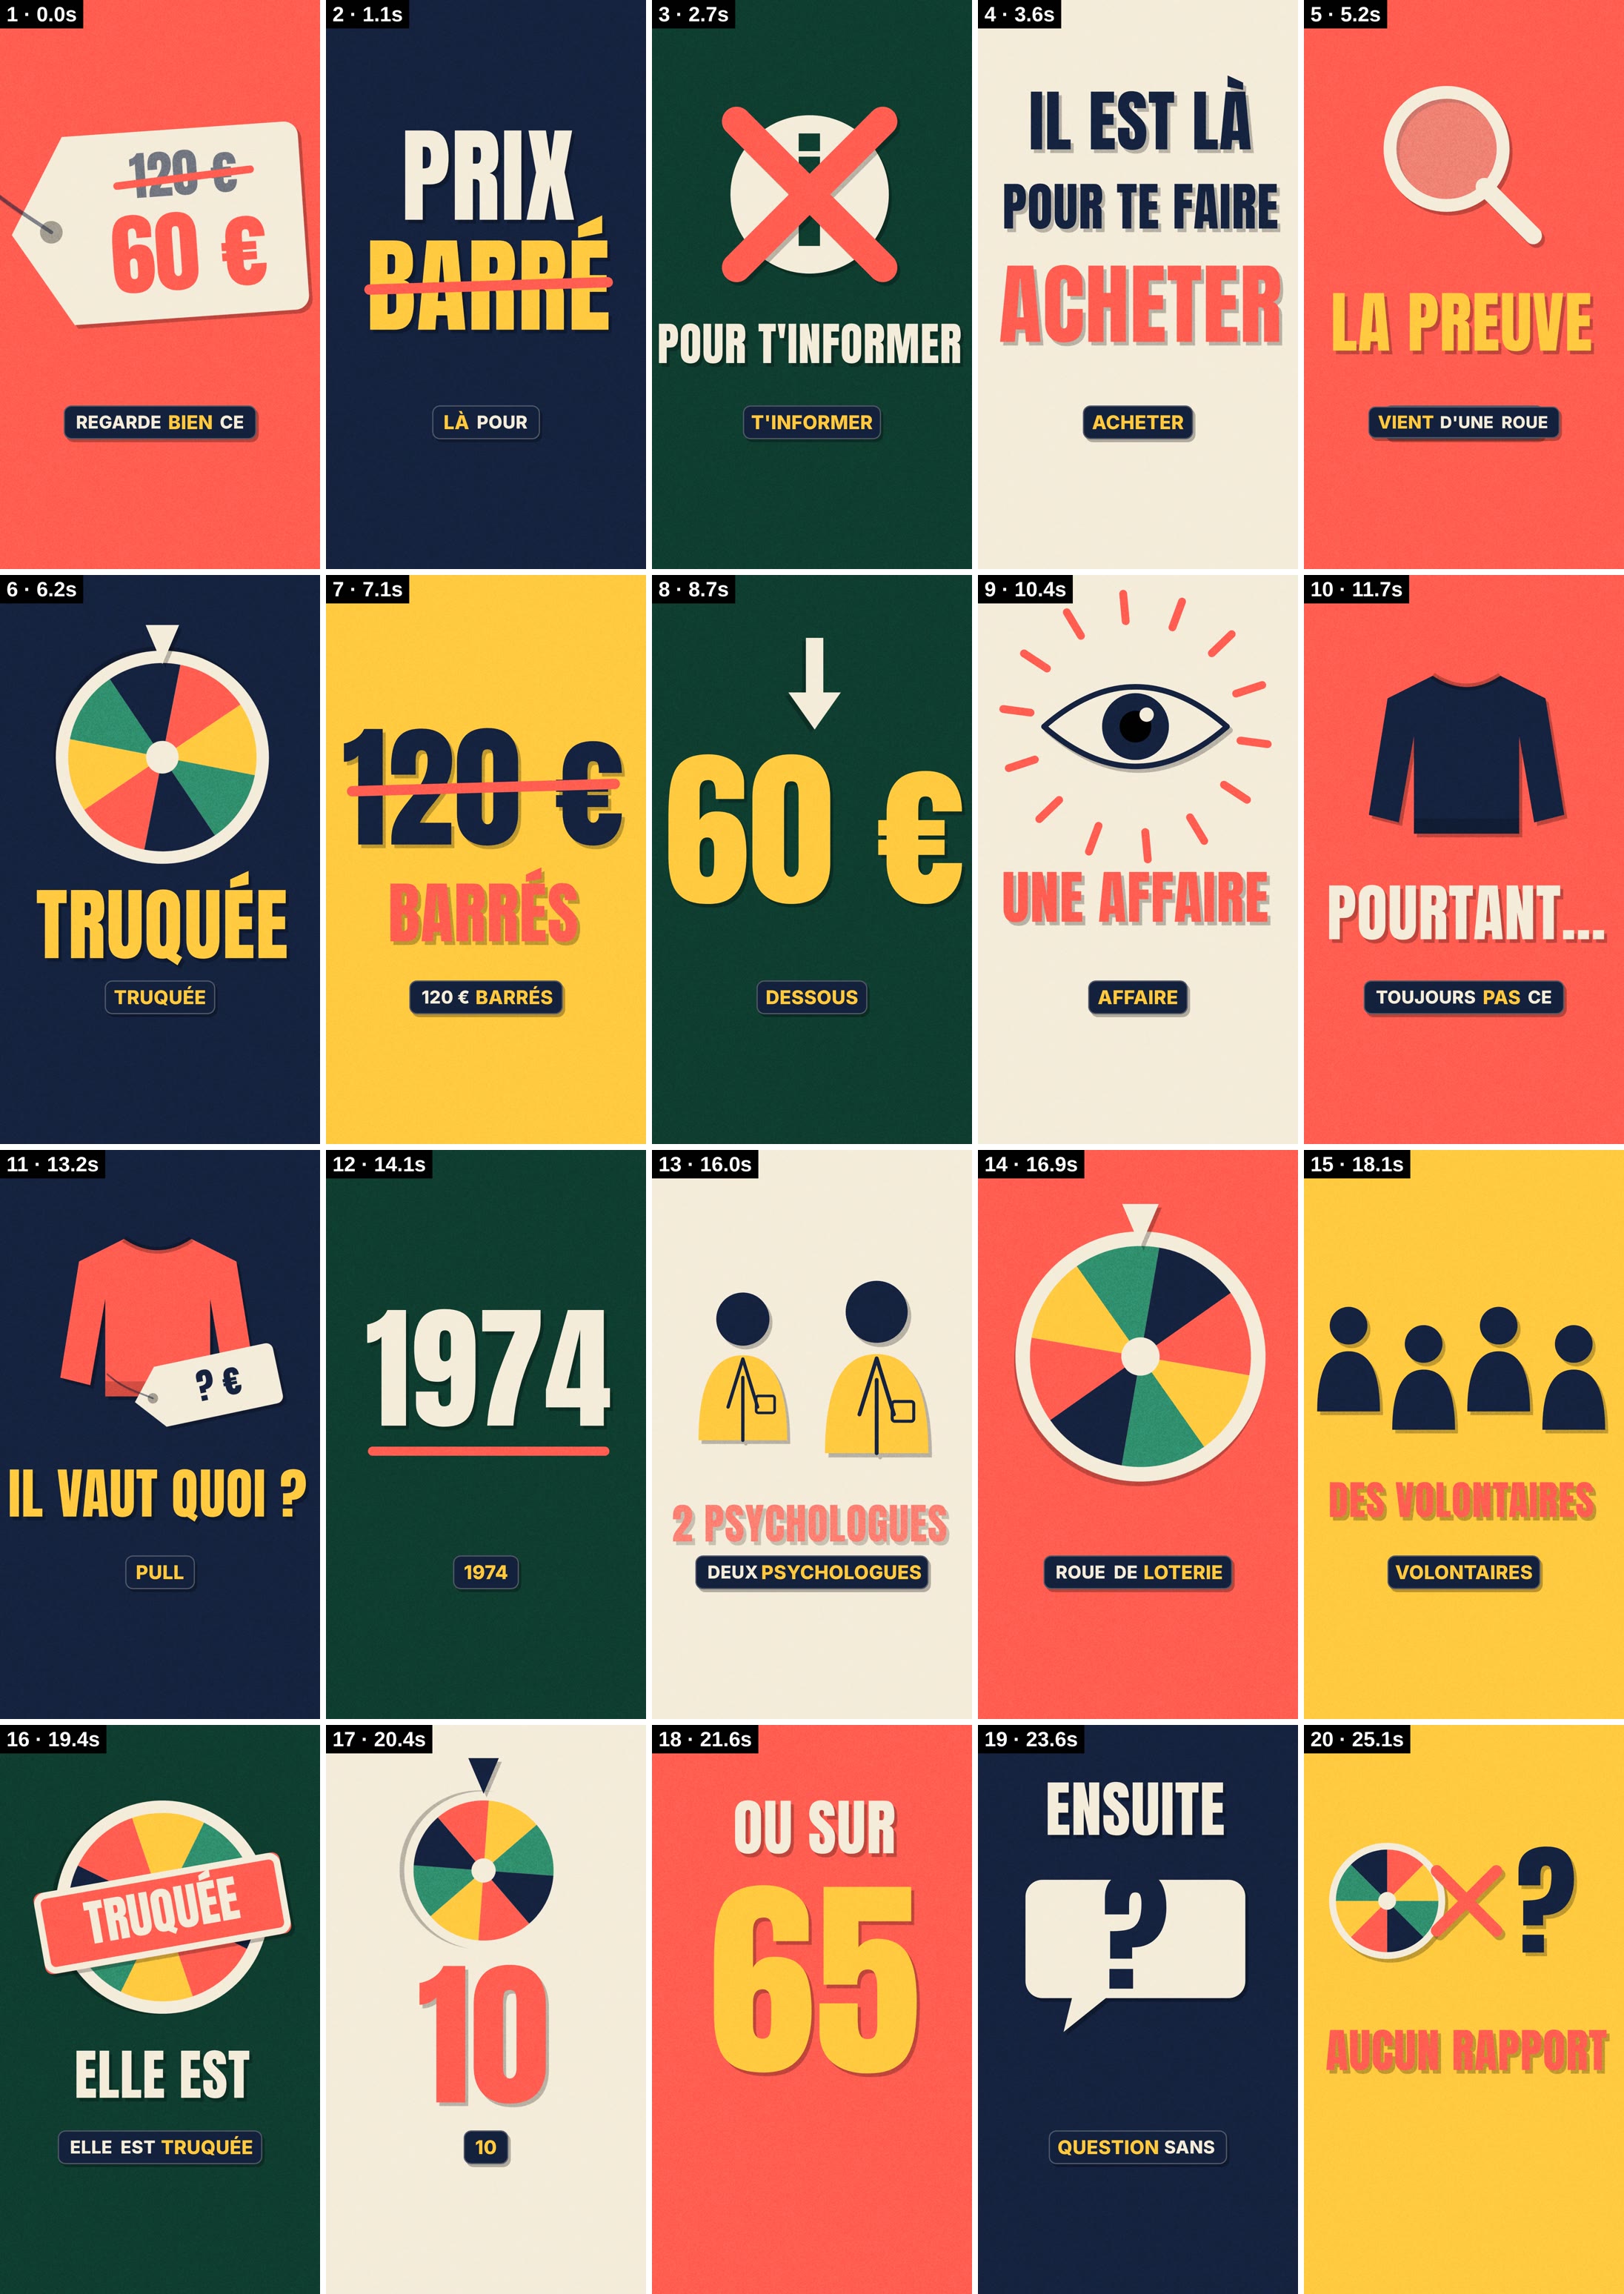 1 · 0.0s
120 €
60 €
REGARDE BIEN CE
2 · 1.1s
PRIX
BARRÉ
LÀ POUR
3 · 2.7s
i
POUR T'INFORMER
T'INFORMER
4 · 3.6s
IL EST LÀ
POUR TE FAIRE
ACHETER
ACHETER
5 · 5.2s
LA PREUVE
VIENT D'UNE ROUE
6 · 6.2s
TRUQUÉE
TRUQUÉE
7 · 7.1s
120 €
BARRÉS
120 € BARRÉS
8 · 8.7s
60 €
DESSOUS
9 · 10.4s
UNE AFFAIRE
AFFAIRE
10 · 11.7s
POURTANT...
TOUJOURS PAS CE
11 · 13.2s
? €
IL VAUT QUOI ?
PULL
12 · 14.1s
1974
1974
13 · 16.0s
2 PSYCHOLOGUES
DEUX PSYCHOLOGUES
14 · 16.9s
ROUE DE LOTERIE
15 · 18.1s
DES VOLONTAIRES
VOLONTAIRES
16 · 19.4s
TRUQUÉE
ELLE EST
ELLE EST TRUQUÉE
17 · 20.4s
10
10
18 · 21.6s
OU SUR
65
19 · 23.6s
ENSUITE
?
QUESTION SANS
20 · 25.1s
?
AUCUN RAPPORT